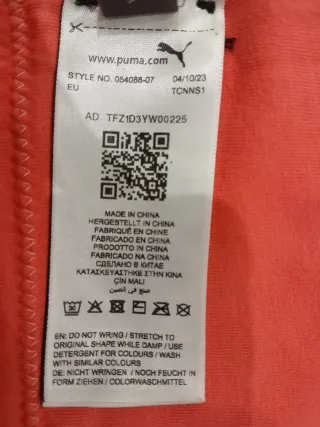 www.puma.com
STYLE NO. 054088-07 04/10/23
EU TCNNS1
AD TFZ1D3YW00225
MADE IN CHINA
HERGESTELLT IN CHINA
FABRIQUÉ EN CHINE
FABRICADO EN CHINA
PRODOTTO IN CHINA
FABRICADO NA CHINA
СДЕЛАНО В КИТАЕ
ΚΑΤΑΣΚΕΥΑΣΤΗΚΕ ΣΤΗΝ ΚΙΝΑ
ÇİN MALI
صنع في الصين
EN: DO NOT WRING / STRETCH TO
ORIGINAL SHAPE WHILE DAMP / USE
DETERGENT FOR COLOURS / WASH
WITH SIMILAR COLOURS
DE: NICHT WRINGEN / NOCH FEUCHT IN
FORM ZIEHEN / COLORWASCHMITTEL